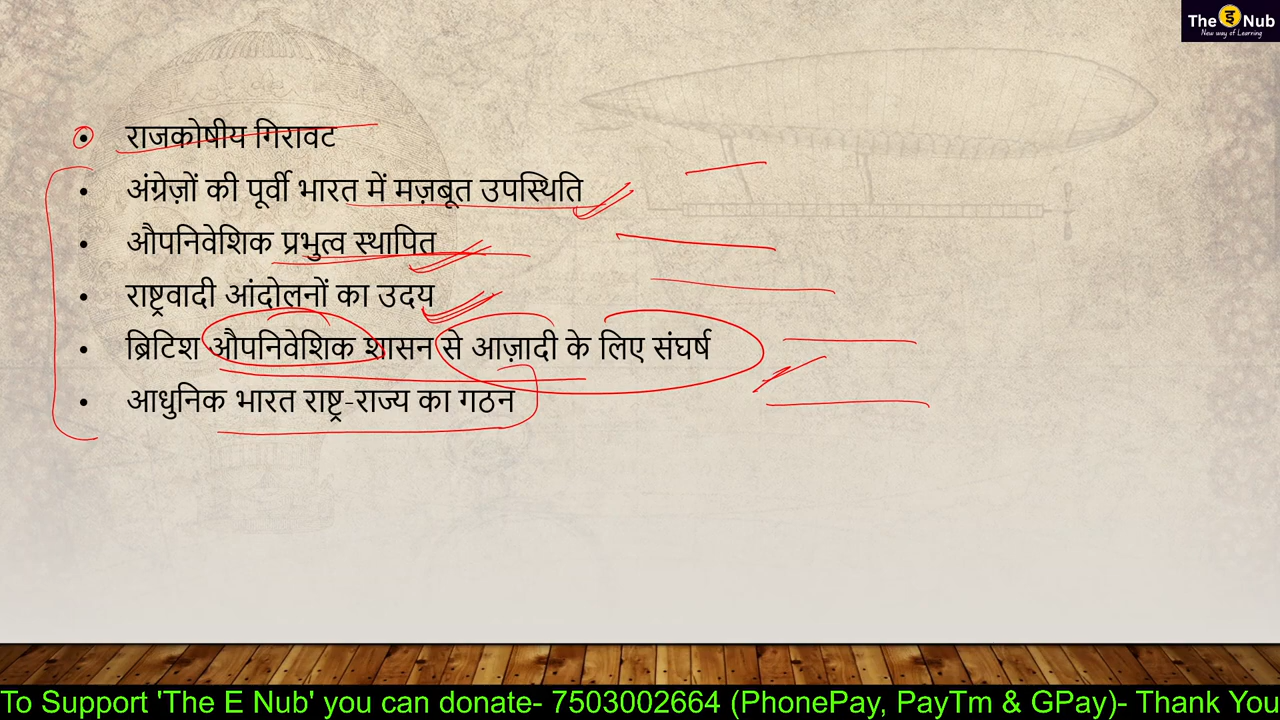 The इ Nub
New way of Learning
• राजकोषीय गिरावट
• अंग्रेज़ों की पूर्वी भारत में मज़बूत उपस्थिति
• औपनिवेशिक प्रभुत्व स्थापित
• राष्ट्रवादी आंदोलनों का उदय
• ब्रिटिश औपनिवेशिक शासन से आज़ादी के लिए संघर्ष
• आधुनिक भारत राष्ट्र-राज्य का गठन
To Support 'The E Nub' you can donate- 7503002664 (PhonePay, PayTm & GPay)- Thank You